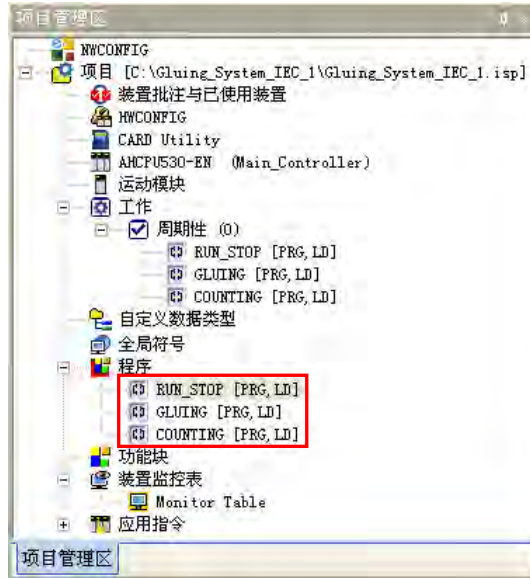 项目管理区
NWCONFIG
项目 [C:\Gluing_System_IEC_1\Gluing_System_IEC_1.isp]
装置批注与已使用装置
HWCONFIG
CARD Utility
AHCPU530-EN (Main_Controller)
运动模块
工作
周期性 (0)
RUN_STOP [PRG,LD]
GLUING [PRG,LD]
COUNTING [PRG,LD]
自定义数据类型
全局符号
程序
RUN_STOP [PRG,LD]
GLUING [PRG,LD]
COUNTING [PRG,LD]
功能块
装置监控表
Monitor Table
应用指令
项目管理区